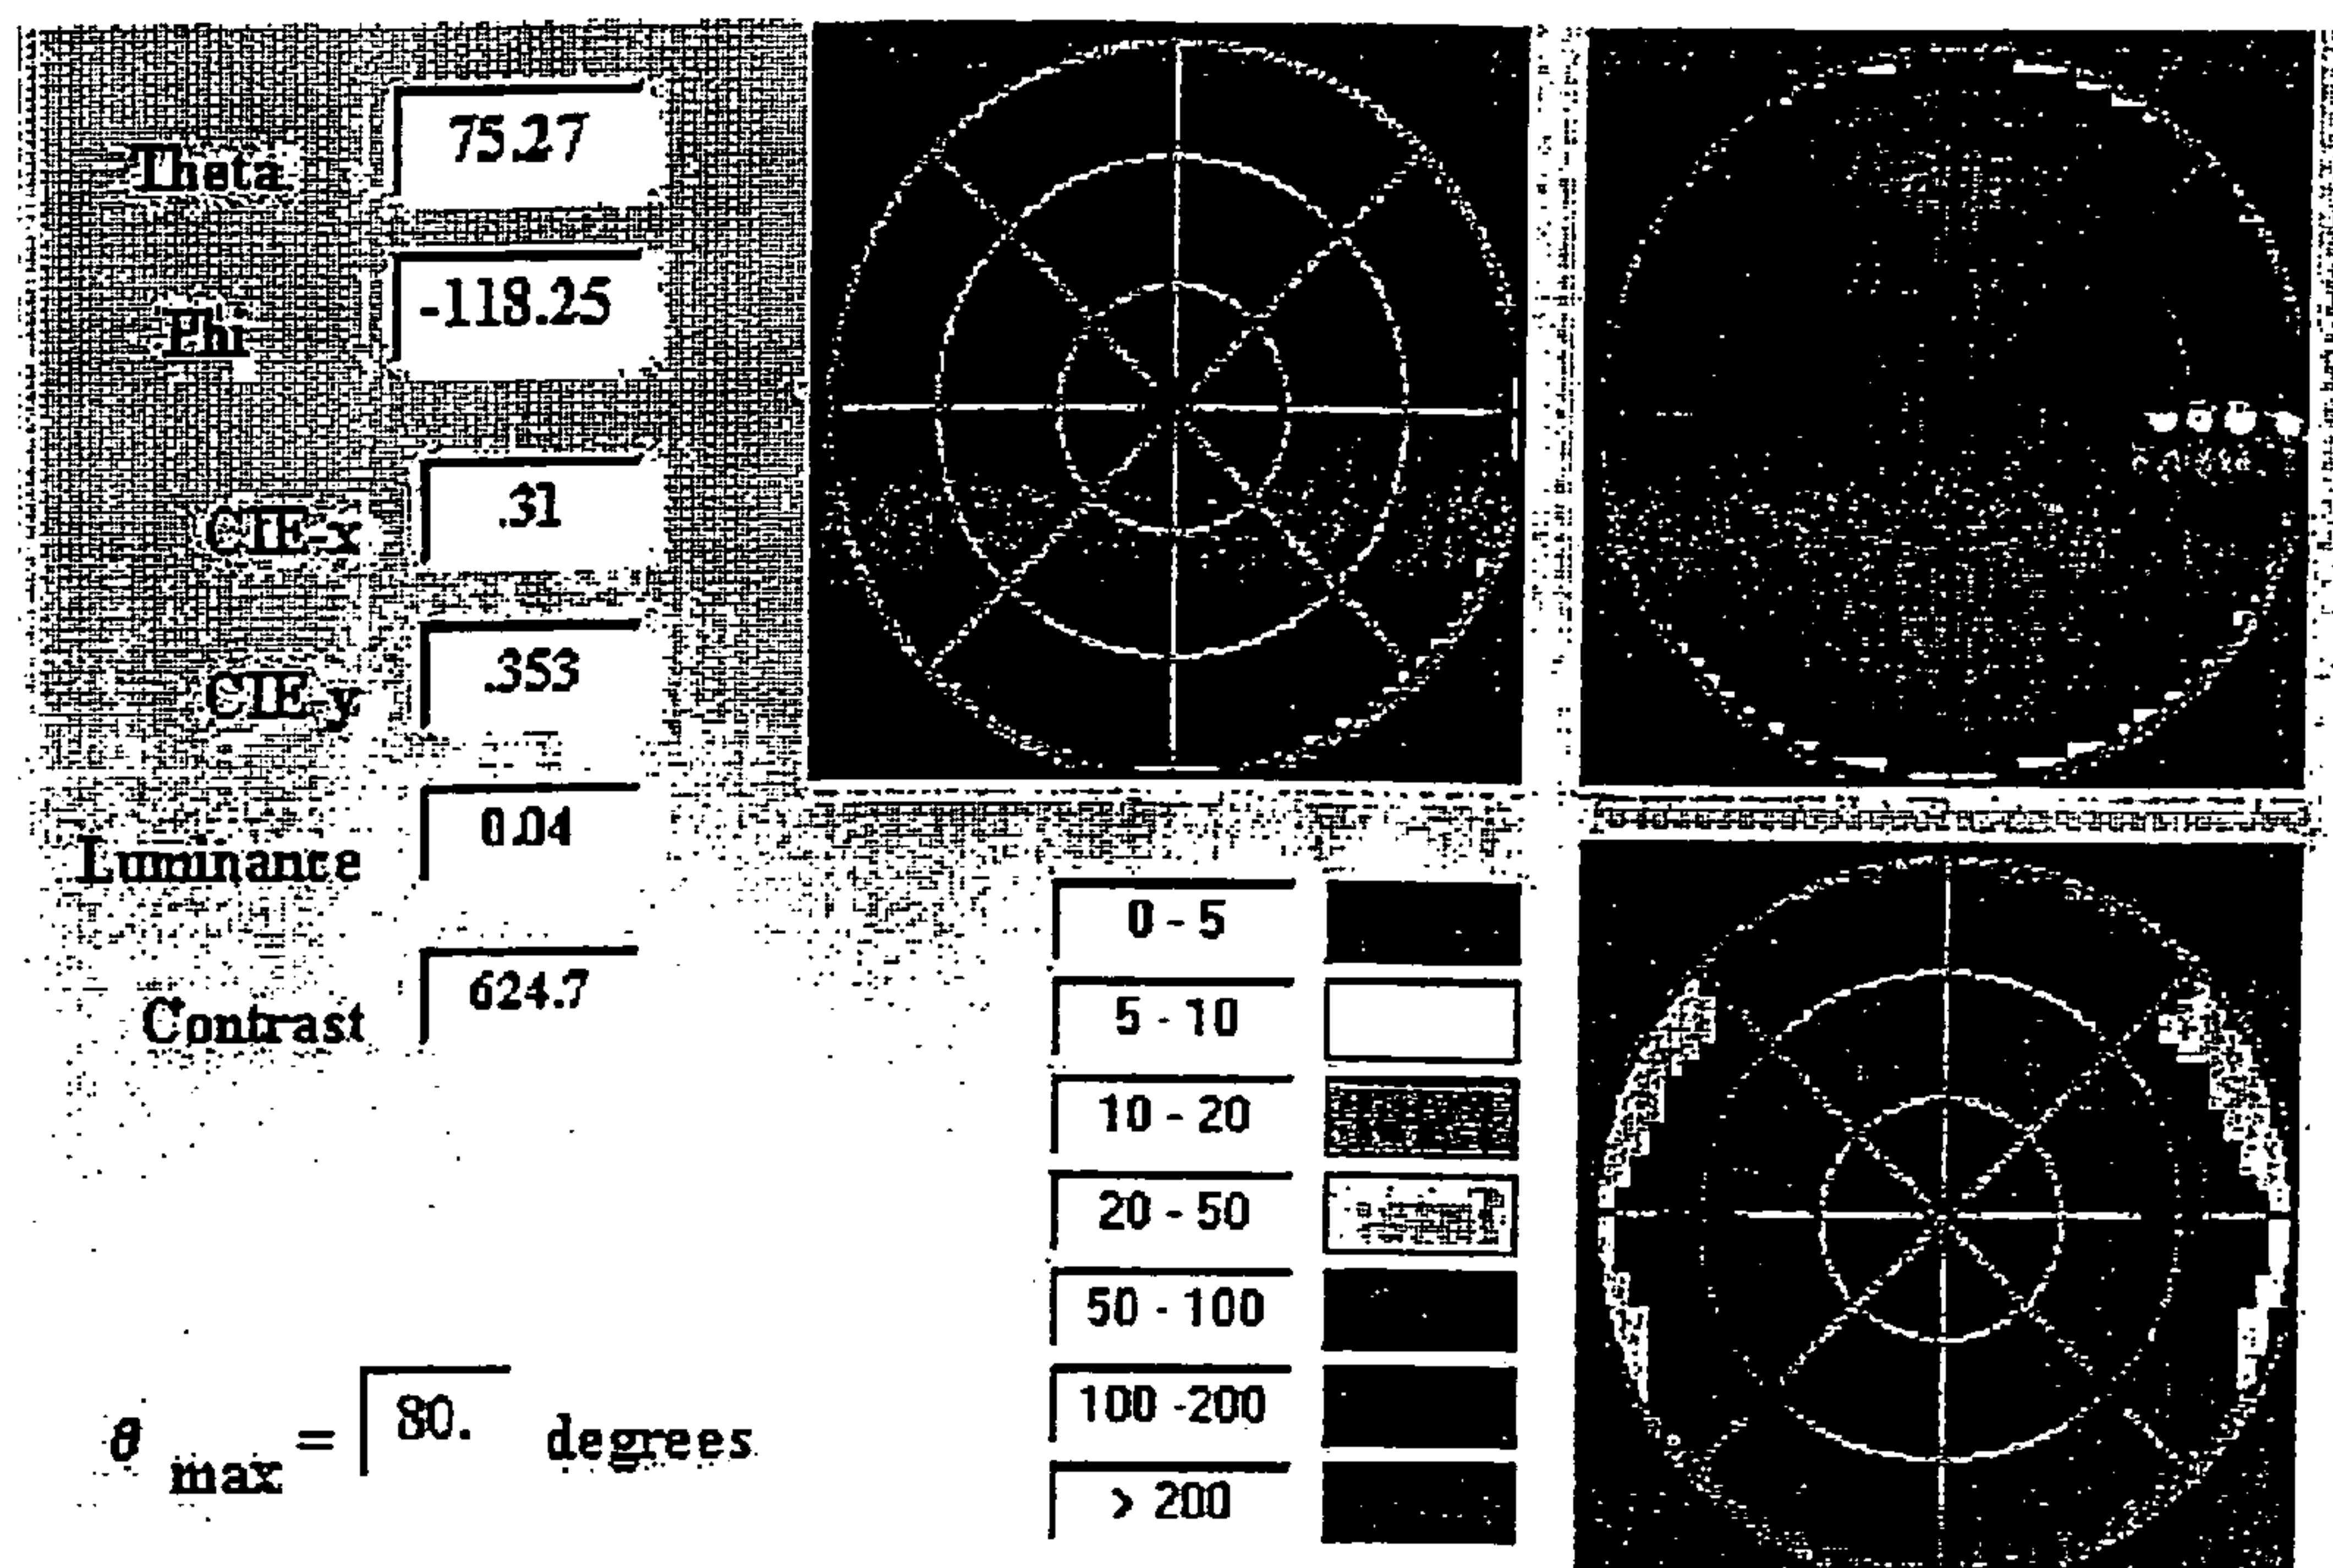 Theta 75.27
Phi -118.25
CIE-x .31
CIE-y .353
Luminance 0.04
Contrast 624.7
θ max = 80. degrees
0 - 5
5 - 10
10 - 20
20 - 50
50 - 100
100 -200
> 200